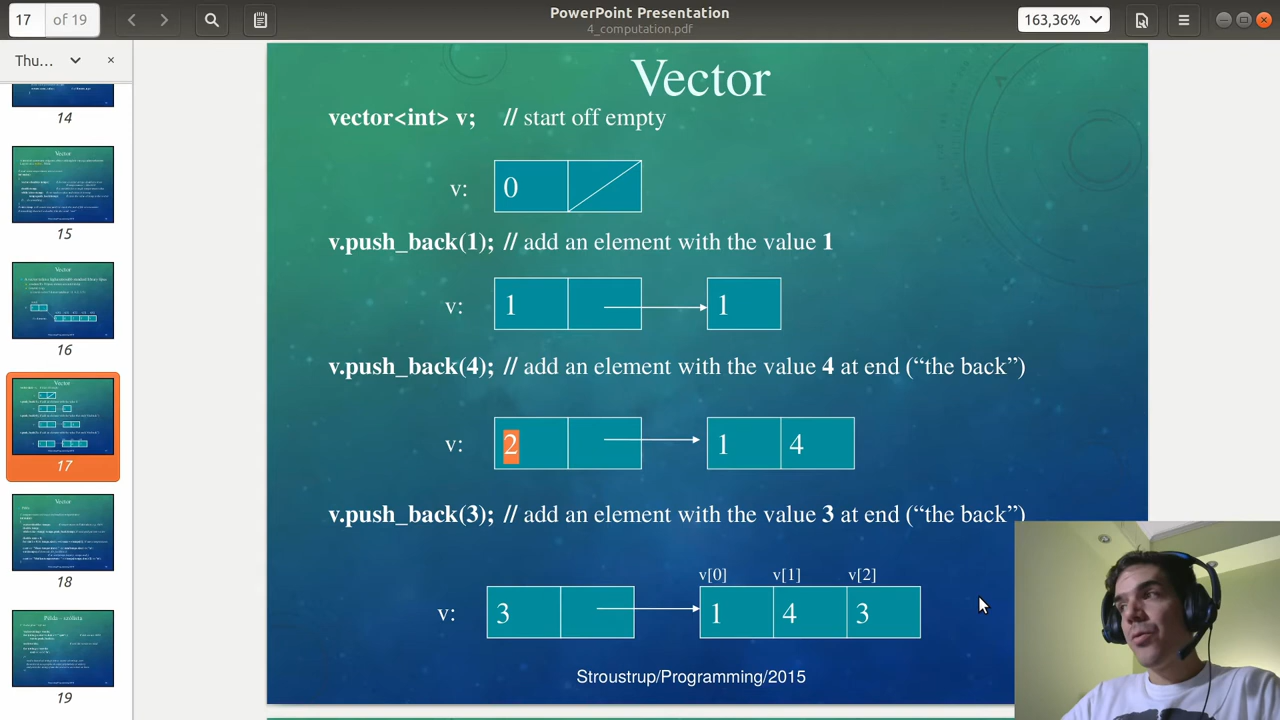 17
of 19
PowerPoint Presentation
4_computation.pdf
163,36%
Thu...
×
14
15
16
17
18
19
Vector
vector<int> v; // start off empty
v: 0
v.push_back(1); // add an element with the value 1
v: 1 1
v.push_back(4); // add an element with the value 4 at end (“the back”)
v: 2 1 4
v.push_back(3); // add an element with the value 3 at end (“the back”)
v[0] v[1] v[2]
v: 3 1 4 3
Stroustrup/Programming/2015